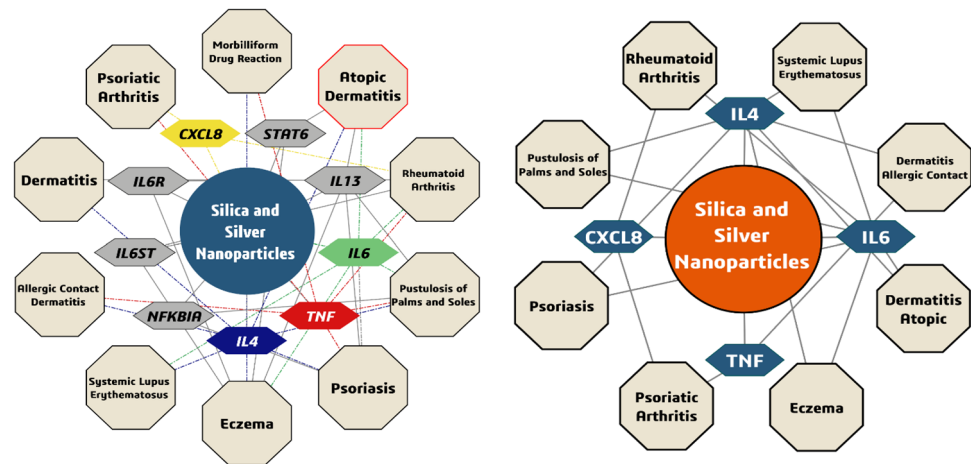 Morbilliform
Drug Reaction
Psoriatic
Arthritis
Atopic
Dermatitis
CXCL8
STAT6
Dermatitis
IL6R
IL13
Rheumatoid
Arthritis
Silica and
Silver
Nanoparticles
IL6ST
IL6
Allergic Contact
Dermatitis
Pustulosis of
Palms and Soles
NFKBIA
TNF
IL4
Systemic Lupus
Erythematosus
Psoriasis
Eczema
Rheumatoid
Arthritis
Systemic Lupus
Erythematosus
IL4
Pustulosis of
Palms and Soles
Dermatitis
Allergic Contact
Silica and
Silver
Nanoparticles
CXCL8
IL6
Psoriasis
Dermatitis
Atopic
TNF
Psoriatic
Arthritis
Eczema